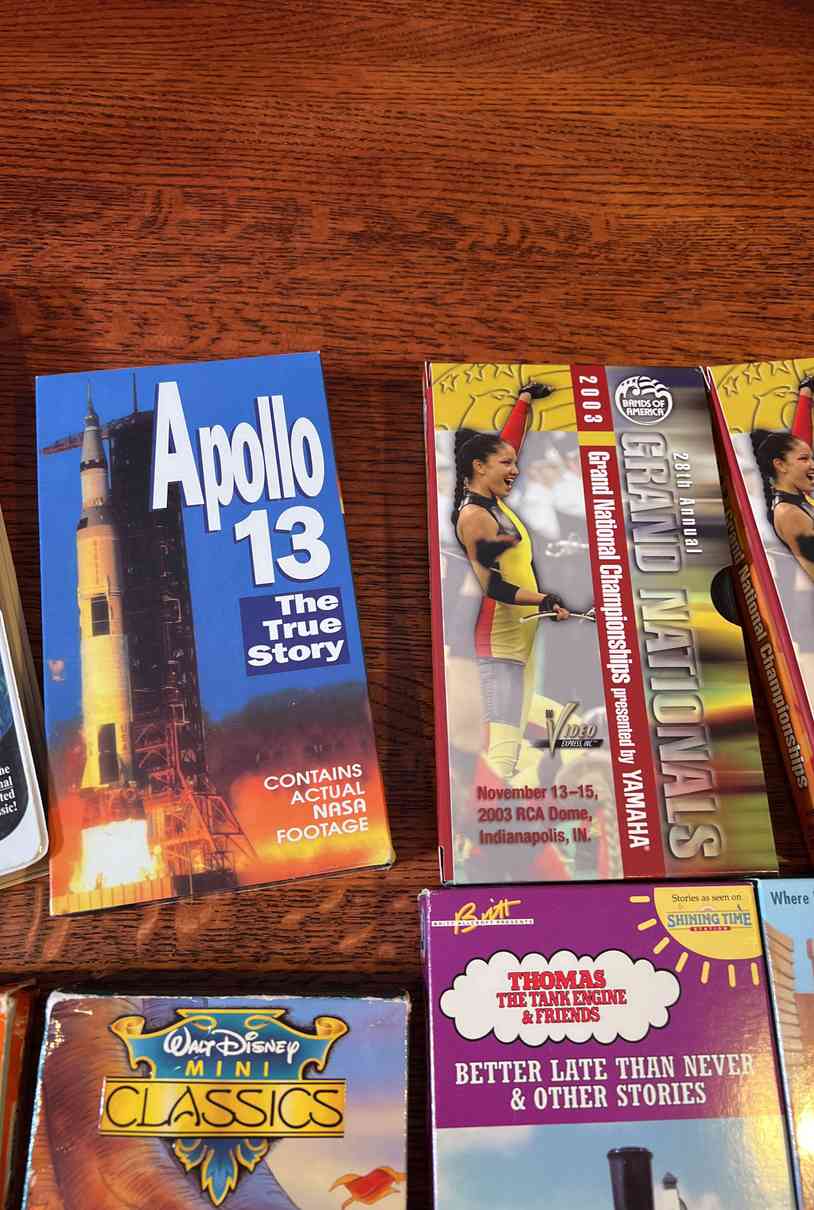 Apollo
13
The
True
Story
CONTAINS
ACTUAL
NASA
FOOTAGE
2003
Grand National Championships presented by YAMAHA
BANDS OF
AMERICA
28th Annual
GRAND NATIONALS
VIDEO
EXPRESS, INC.
November 13–15,
2003 RCA Dome,
Indianapolis, IN.
National Championships
WALT DISNEY
MINI
CLASSICS
Britt
BRITT ALLCROFT PRESENTS
Stories as seen on
SHINING TIME
STATION
THOMAS
THE TANK ENGINE
& FRIENDS
BETTER LATE THAN NEVER
& OTHER STORIES
Where